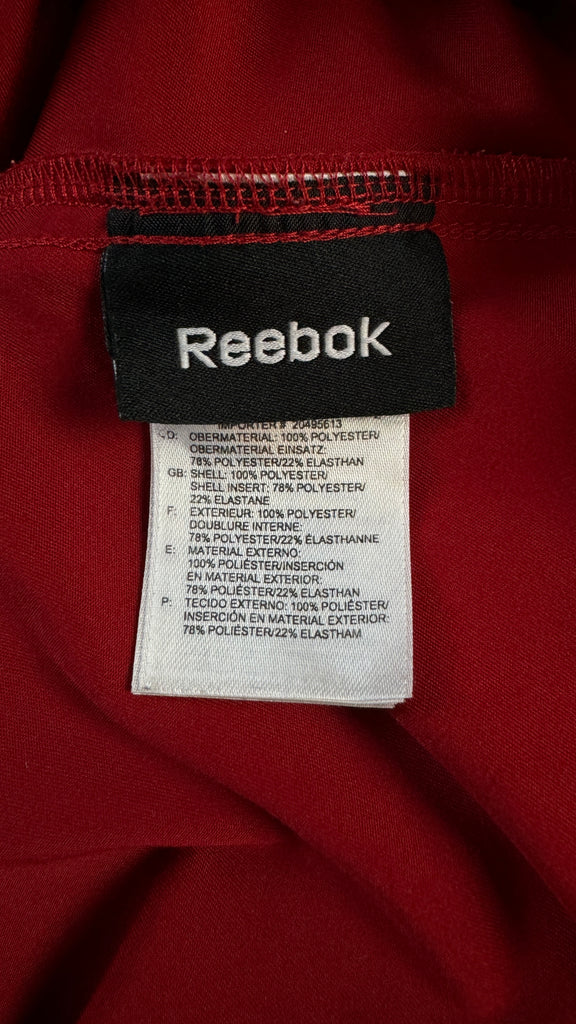 Reebok
IMPORTER # 20495613
D: OBERMATERIAL: 100% POLYESTER/
OBERMATERIAL EINSATZ:
78% POLYESTER/22% ELASTHAN
GB: SHELL: 100% POLYESTER/
SHELL INSERT: 78% POLYESTER/
22% ELASTANE
F: EXTERIEUR: 100% POLYESTER/
DOUBLURE INTERNE:
78% POLYESTER/22% ÉLASTHANNE
E: MATERIAL EXTERNO:
100% POLIÉSTER/INSERCIÓN
EN MATERIAL EXTERIOR:
78% POLIÉSTER/22% ELASTHAN
P: TECIDO EXTERNO: 100% POLIÉSTER/
INSERCIÓN EN MATERIAL EXTERIOR:
78% POLIÉSTER/22% ELASTHAM